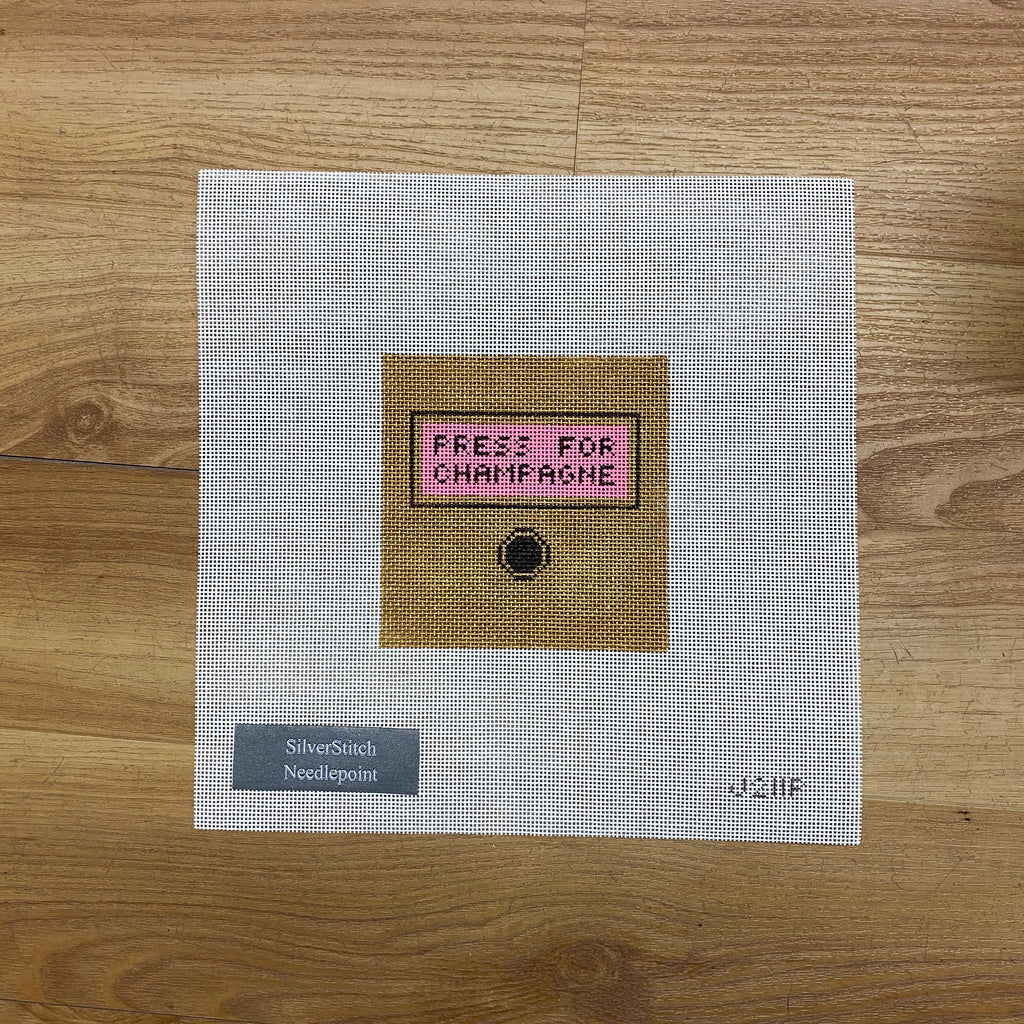 PRESS FOR
CHAMPAGNE
SilverStitch
Needlepoint